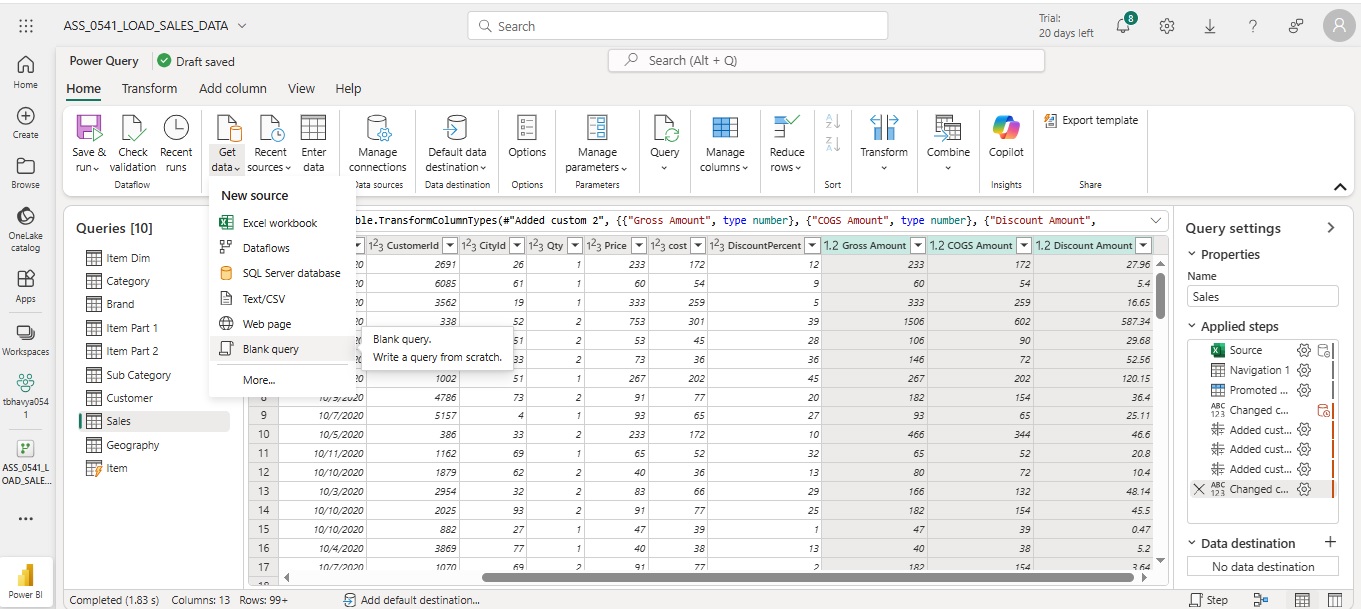 ASS_0541_LOAD_SALES_DATA
Search
Trial:
20 days left
8
Power Query
Draft saved
Search (Alt + Q)
Home Transform Add column View Help
Save & run
Check validation
Recent runs
Dataflow
Get data
Recent sources
Enter data
Manage connections
Data sources
Default data destination
Data destination
Options
Options
Manage parameters
Parameters
Query
Manage columns
Reduce rows
Sort
Transform
Combine
Copilot
Insights
Export template
Share
Home
Create
Browse
OneLake catalog
Apps
Workspaces
tbhavya054
1
ASS_0541_L
OAD_SALE...
Power BI
Queries [10]
Item Dim
Category
Brand
Item Part 1
Item Part 2
Sub Category
Customer
Sales
Geography
Item
New source
Excel workbook
Dataflows
SQL Server database
Text/CSV
Web page
Blank query
More...
Blank query.
Write a query from scratch.
ble.TransformColumnTypes(#"Added custom 2", {{"Gross Amount", type number}, {"COGS Amount", type number}, {"Discount Amount",
CustomerId CityId Qty Price cost DiscountPercent Gross Amount COGS Amount Discount Amount
2691 26 1 233 172 12 233 172 27.96
6085 61 1 60 54 9 60 54 5.4
3562 19 1 333 259 5 333 259 16.65
338 52 2 753 301 39 1506 602 587.34
51 2 53 45 28 106 90 29.68
33 2 73 36 36 146 72 52.56
1002 51 1 267 202 45 267 202 120.15
8 10/9/2020 4786 73 2 91 77 20 182 154 36.4
9 10/7/2020 5157 4 1 93 65 27 93 65 25.11
10 10/5/2020 386 33 2 233 172 10 466 344 46.6
11 10/11/2020 1162 69 1 65 52 32 65 52 20.8
12 10/10/2020 1879 62 2 40 36 13 80 72 10.4
13 10/3/2020 2954 32 2 83 66 29 166 132 48.14
14 10/10/2020 2025 93 2 91 77 25 182 154 45.5
15 10/10/2020 882 27 1 47 39 1 47 39 0.47
16 10/4/2020 3869 77 1 40 38 13 40 38 5.2
17 10/7/2020 1070 69 2 91 77 2 182 154 3.64
Query settings
Properties
Name
Sales
Applied steps
Source
Navigation 1
Promoted ...
Changed c...
Added cust...
Added cust...
Added cust...
Changed c...
Data destination
No data destination
Completed (1.83 s) Columns: 13 Rows: 99+
Add default destination...
Step